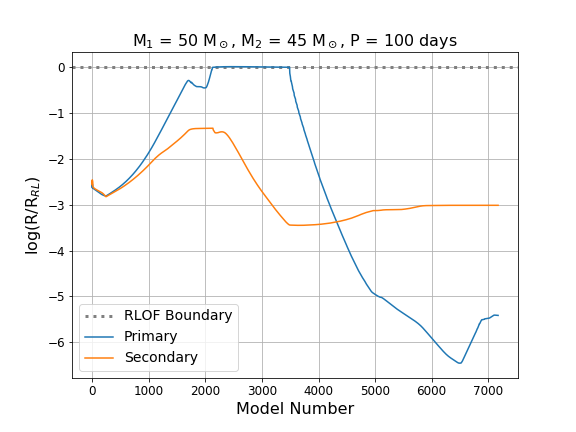 M₁ = 50 M⊙, M₂ = 45 M⊙, P = 100 days
log(R/R_RL)
0
−1
−2
−3
−4
−5
−6
RLOF Boundary
Primary
Secondary
0 1000 2000 3000 4000 5000 6000 7000
Model Number